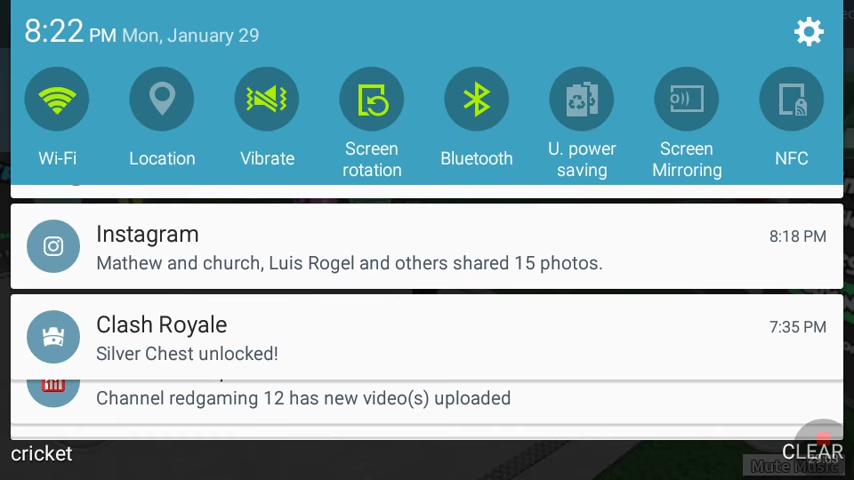 8:22 PM Mon, January 29
Wi-Fi
Location
Vibrate
Screen
rotation
Bluetooth
U. power
saving
Screen
Mirroring
NFC
Instagram
8:18 PM
Mathew and church, Luis Rogel and others shared 15 photos.
Clash Royale
7:35 PM
Silver Chest unlocked!
Channel redgaming 12 has new video(s) uploaded
cricket
CLEAR
Mute Music